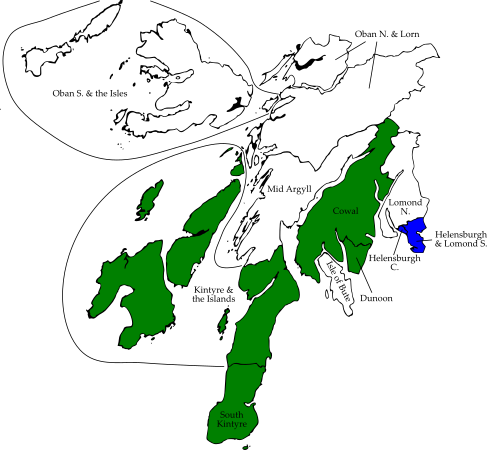 Oban N. & Lorn
Oban S. & the Isles
Mid Argyll
Lomond
N.
Cowal
Helensburgh
& Lomond S.
Helensburgh
C.
Isle of Bute
Kintyre &
the Islands
Dunoon
South
Kintyre